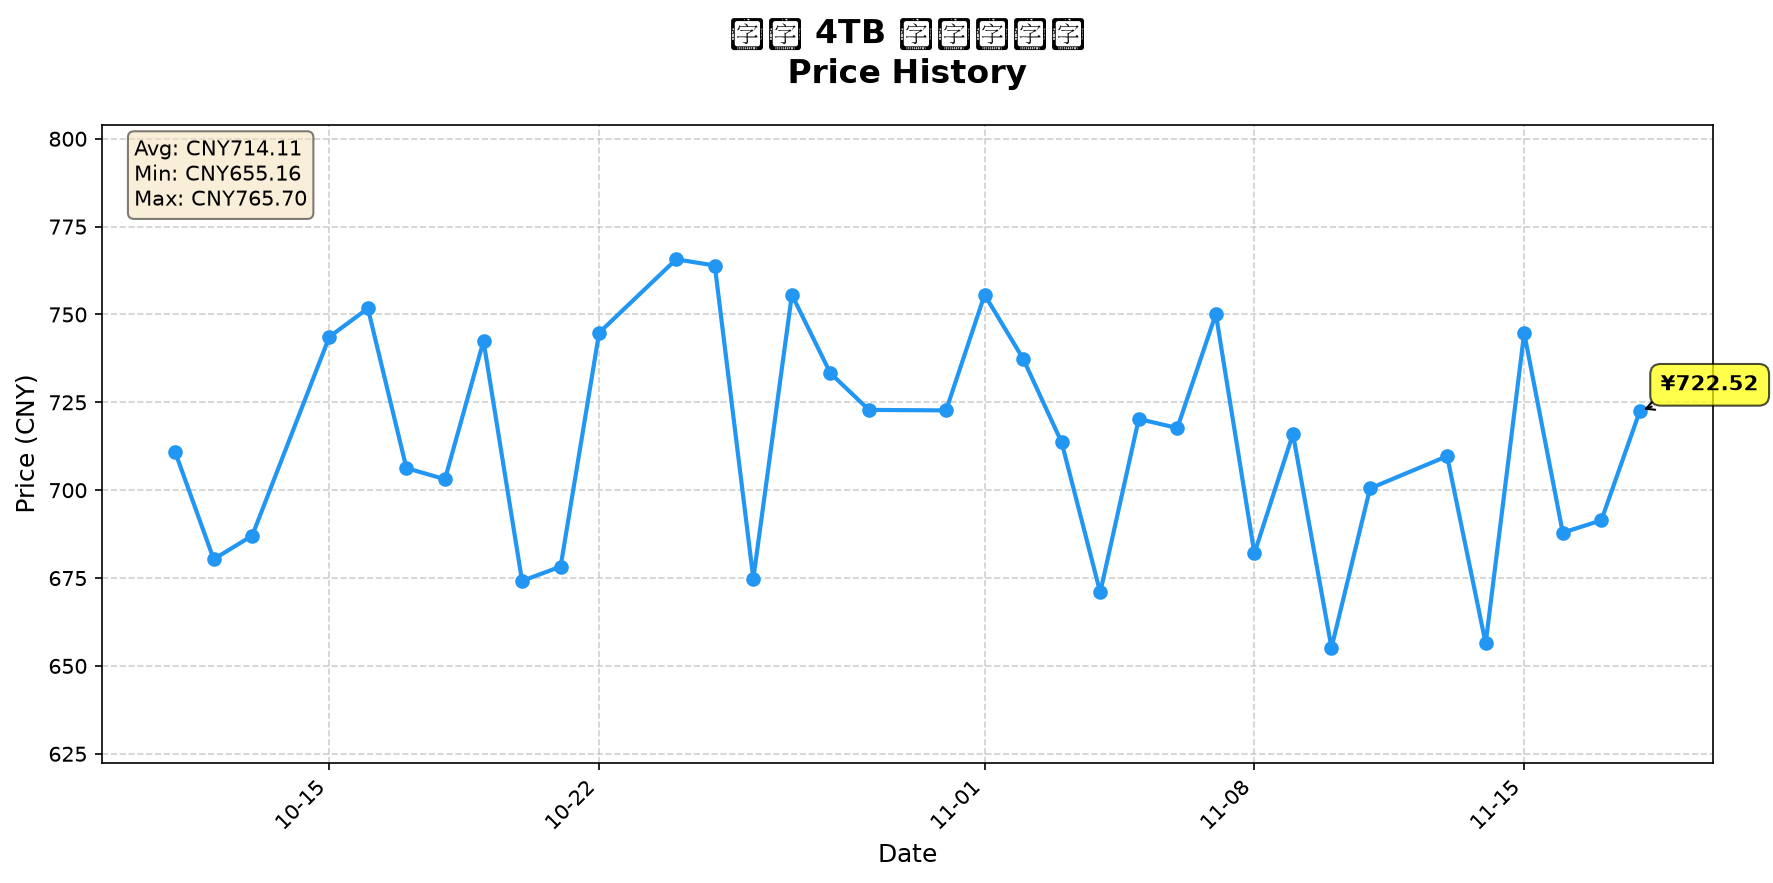 4TB
Price History
Avg: CNY714.11
Min: CNY655.16
Max: CNY765.70
¥722.52
Price (CNY)
800
775
750
725
700
675
650
625
10-15
10-22
11-01
11-08
11-15
Date